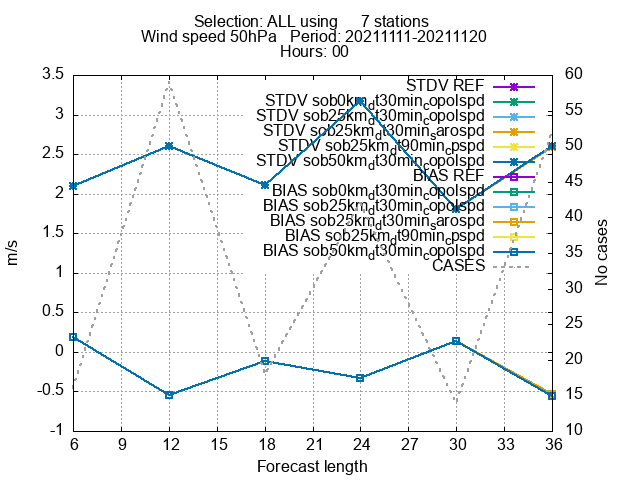 Selection: ALL using 7 stations
Wind speed 50hPa Period: 20211111-20211120
Hours: 00
STDV REF
STDV sob0km_dt30min_copolspd
STDV sob25km_dt30min_copolspd
STDV sob25km_dt30min_sarospd
STDV sob25km_dt90min_cpspd
STDV sob50km_dt30min_copolspd
BIAS REF
BIAS sob0km_dt30min_copolspd
BIAS sob25km_dt30min_copolspd
BIAS sob25km_dt30min_sarospd
BIAS sob25km_dt90min_cpspd
BIAS sob50km_dt30min_copolspd
CASES
3.5
3
2.5
2
1.5
1
0.5
0
-0.5
-1
m/s
60
55
50
45
40
35
30
25
20
15
10
No cases
6 9 12 15 18 21 24 27 30 33 36
Forecast length